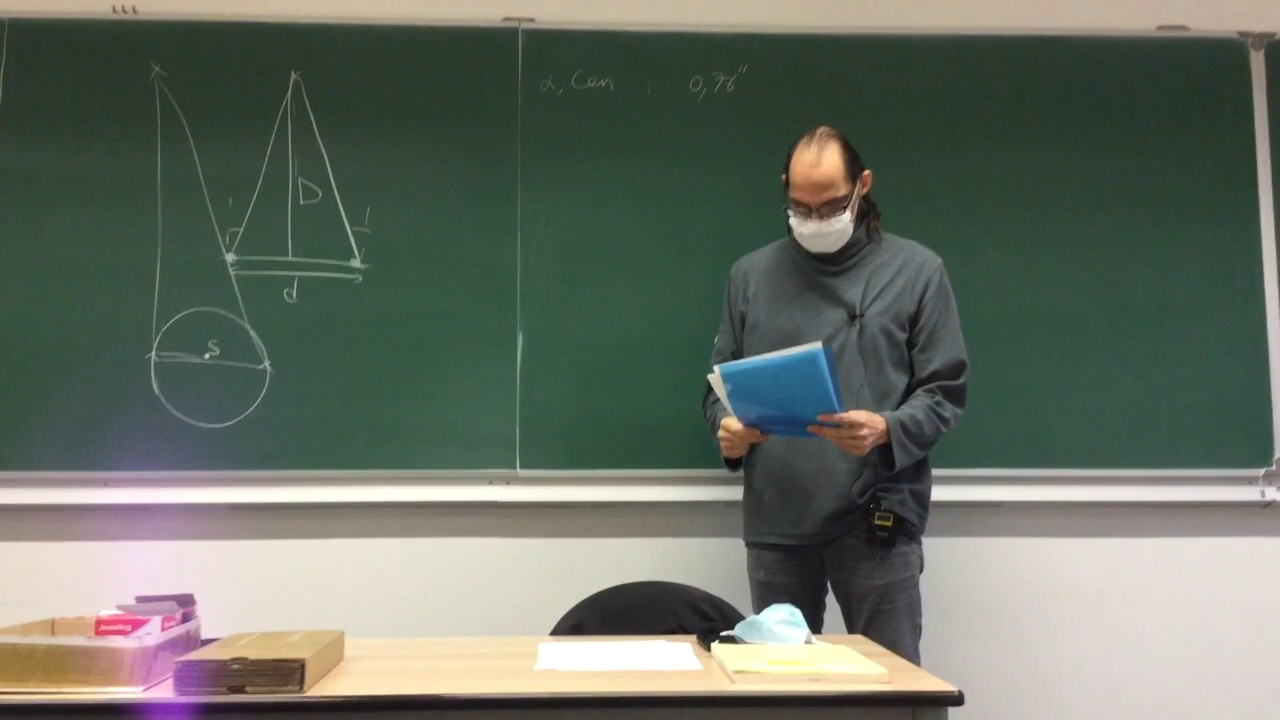 D
d
S
α, Cen : 0,76"